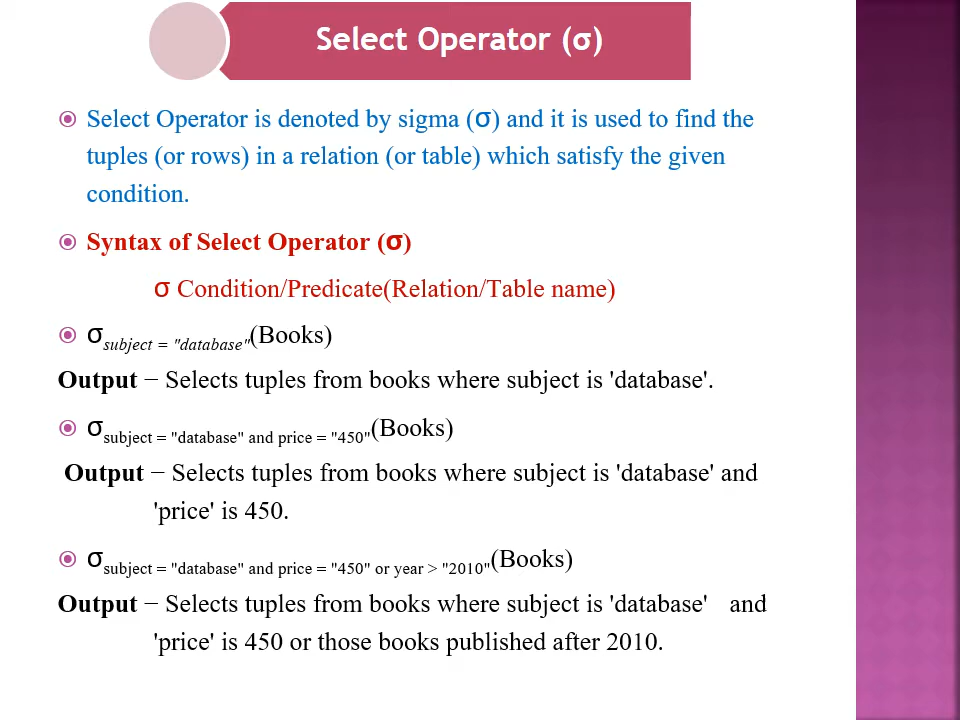 Select Operator (σ)
Select Operator is denoted by sigma (σ) and it is used to find the
tuples (or rows) in a relation (or table) which satisfy the given
condition.
Syntax of Select Operator (σ)
σ Condition/Predicate(Relation/Table name)
σsubject = "database"(Books)
Output − Selects tuples from books where subject is 'database'.
σsubject = "database" and price = "450"(Books)
Output − Selects tuples from books where subject is 'database' and
'price' is 450.
σsubject = "database" and price = "450" or year > "2010"(Books)
Output − Selects tuples from books where subject is 'database' and
'price' is 450 or those books published after 2010.